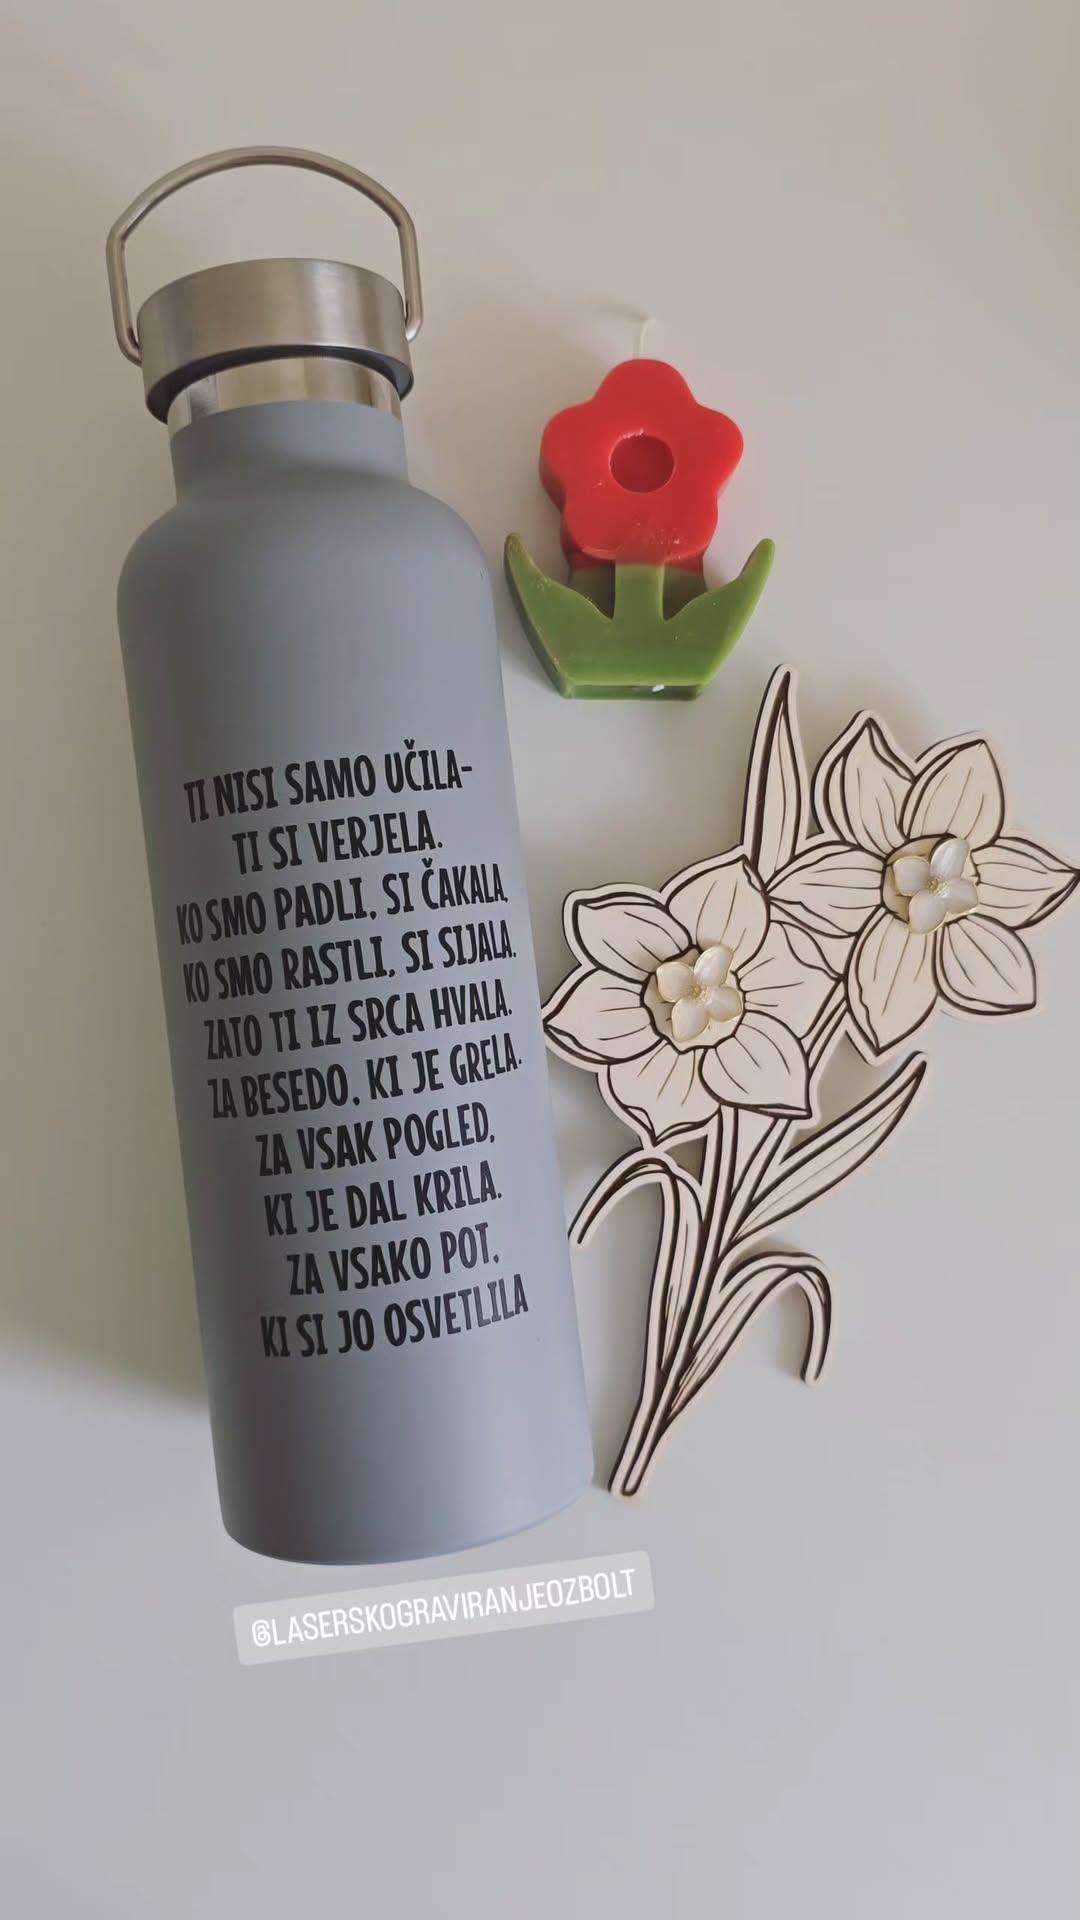 TI NISI SAMO UČILA-
TI SI VERJELA.
KO SMO PADLI, SI ČAKALA,
KO SMO RASTLI, SI SIJALA.
ZATO TI IZ SRCA HVALA.
ZA BESEDO, KI JE GRELA.
ZA VSAK POGLED,
KI JE DAL KRILA.
ZA VSAKO POT,
KI SI JO OSVETLILA
@LASERSKOGRAVIRANJEOZBOLT